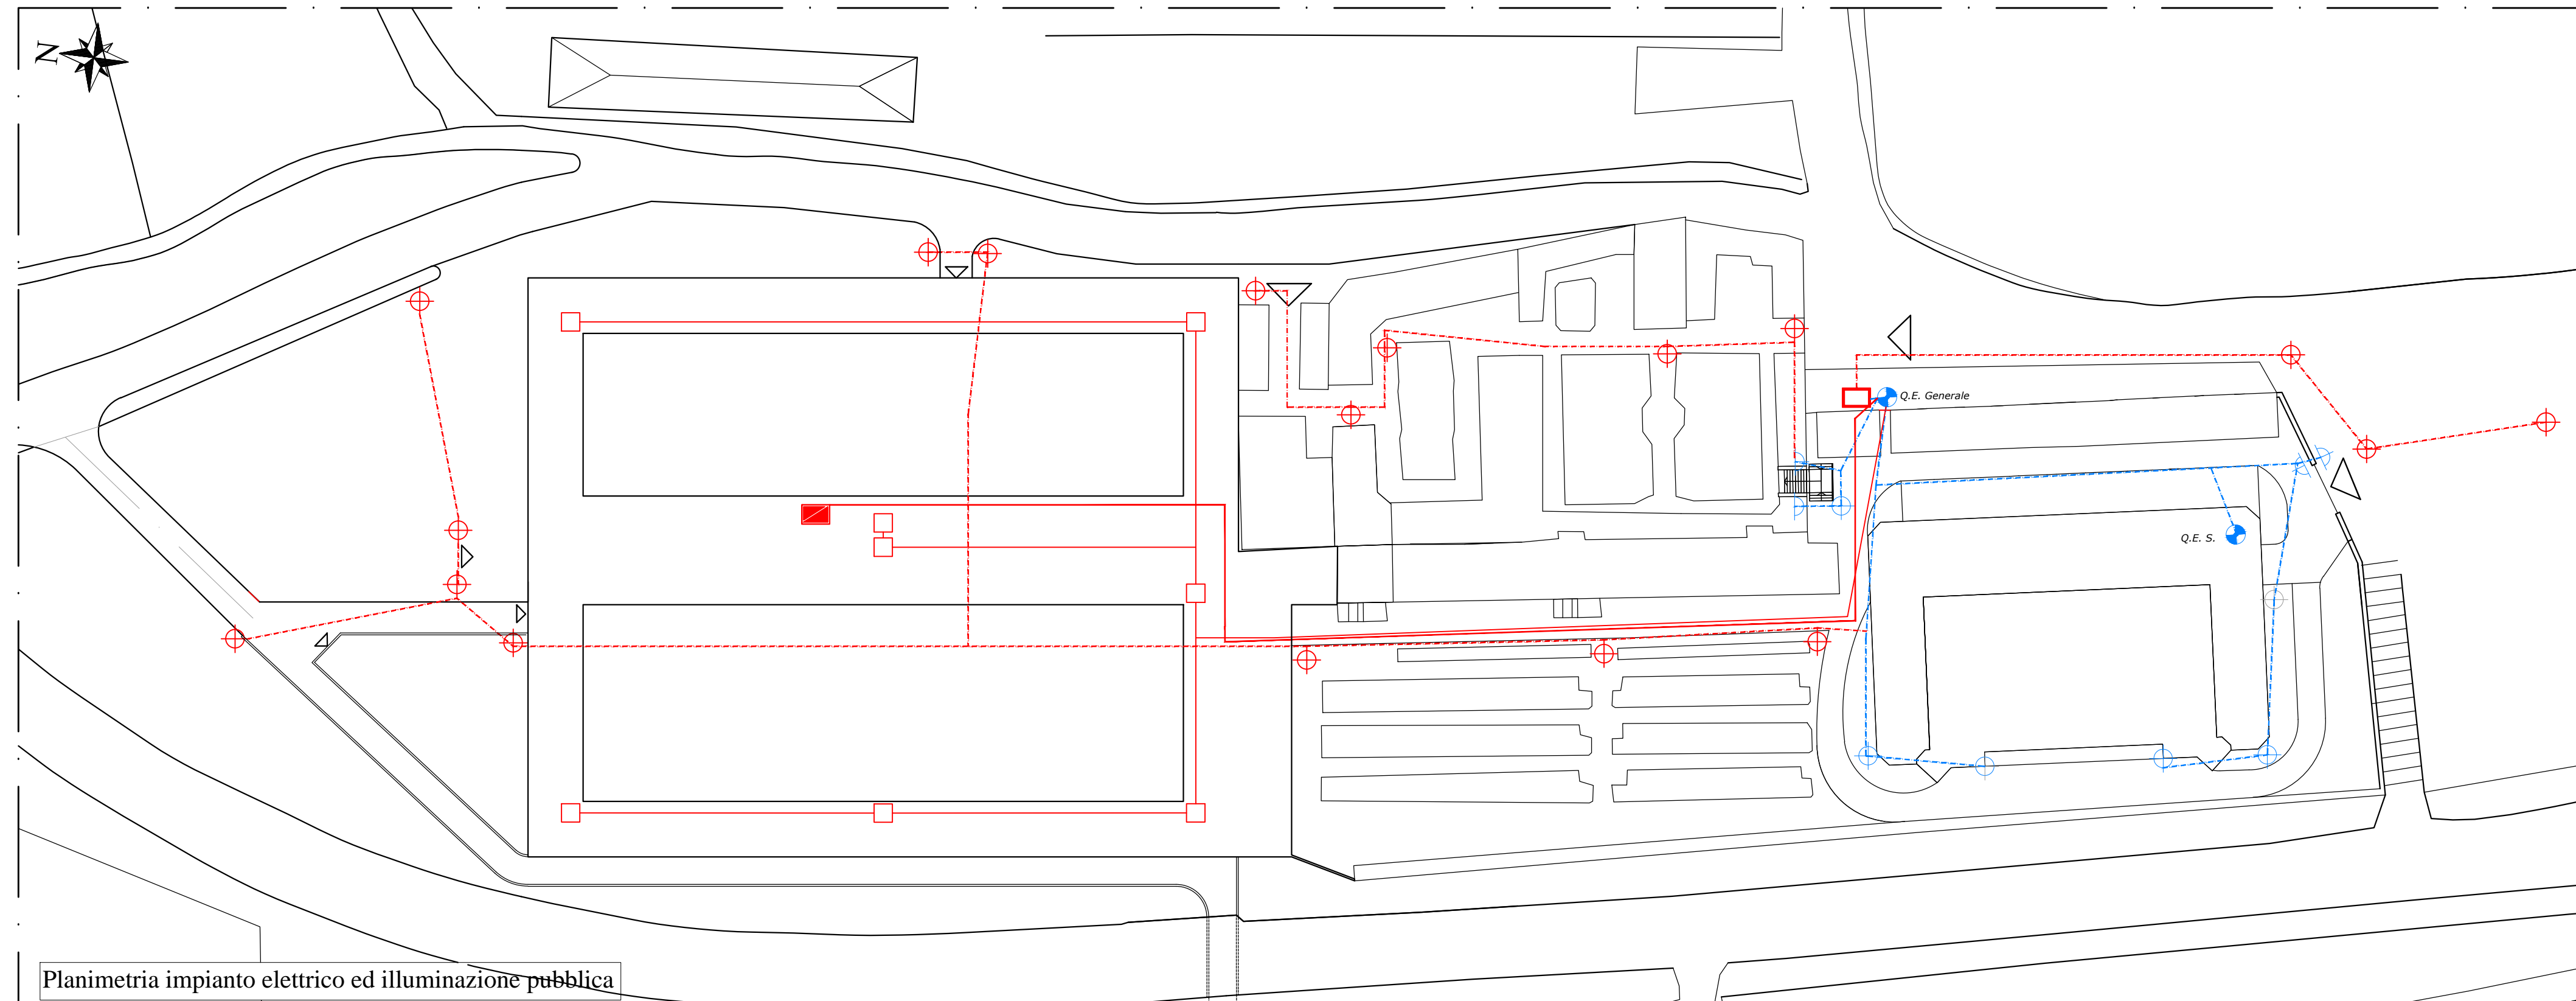 N
Q.E. Generale
Q.E. S.
Planimetria impianto elettrico ed illuminazione pubblica